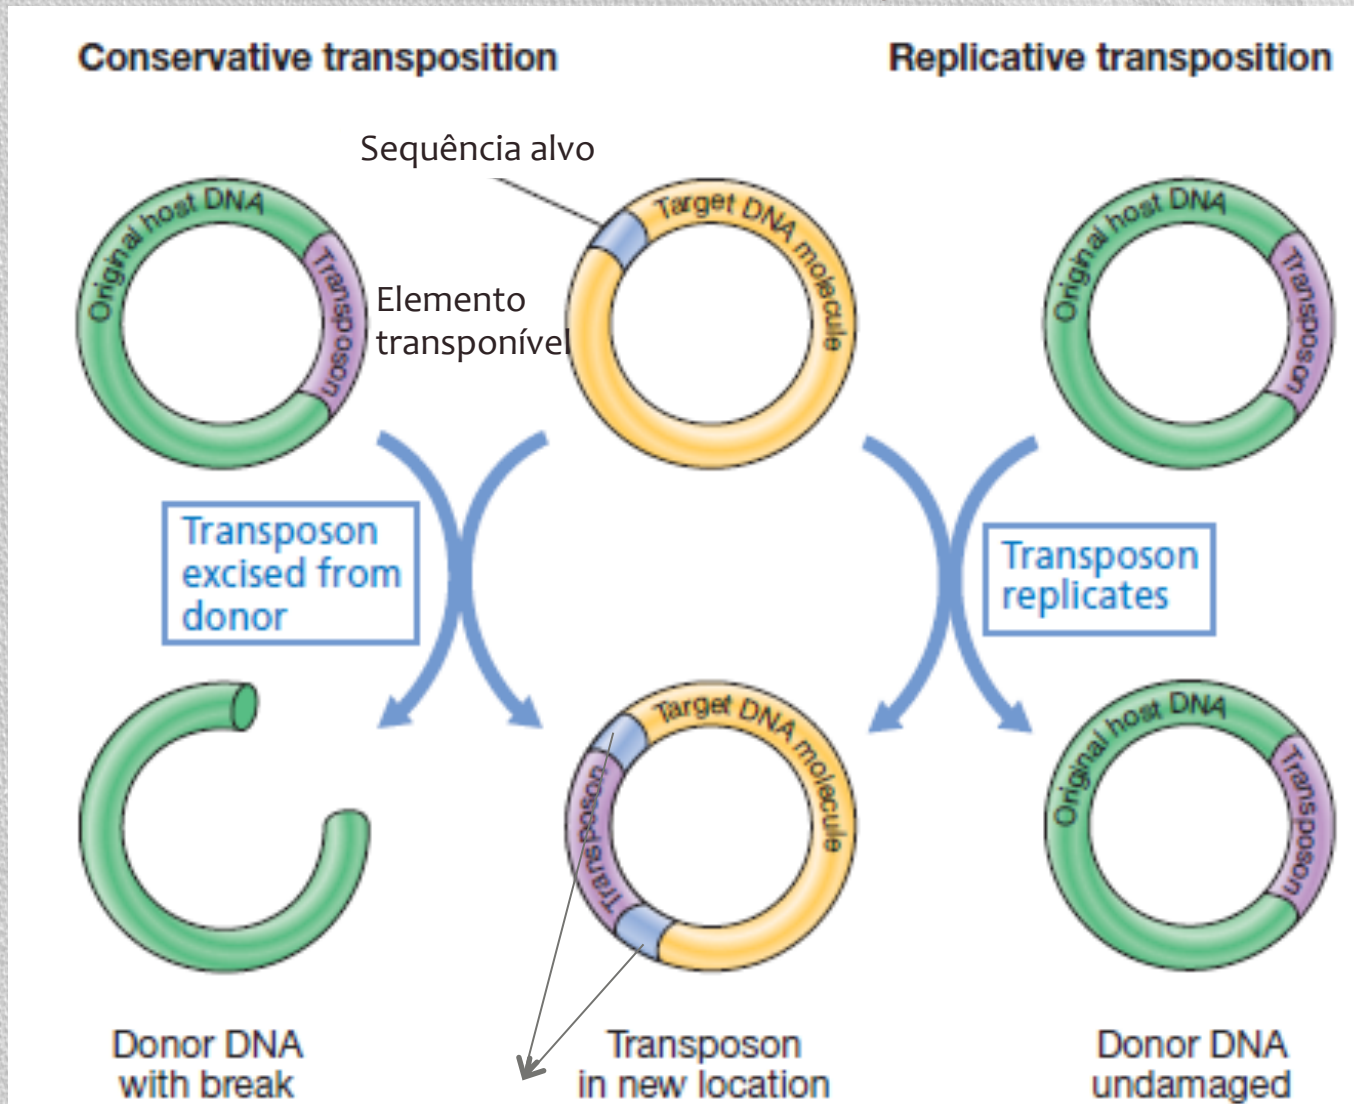 Conservative transposition
Replicative transposition
Sequência alvo
Original host DNA
Transposon
Elemento
transponível
Target DNA molecule
Original host DNA
Transposon
Transposon
excised from
donor
Transposon
replicates
Target DNA molecule
Transposon
Original host DNA
Transposon
Donor DNA
with break
Transposon
in new location
Donor DNA
undamaged